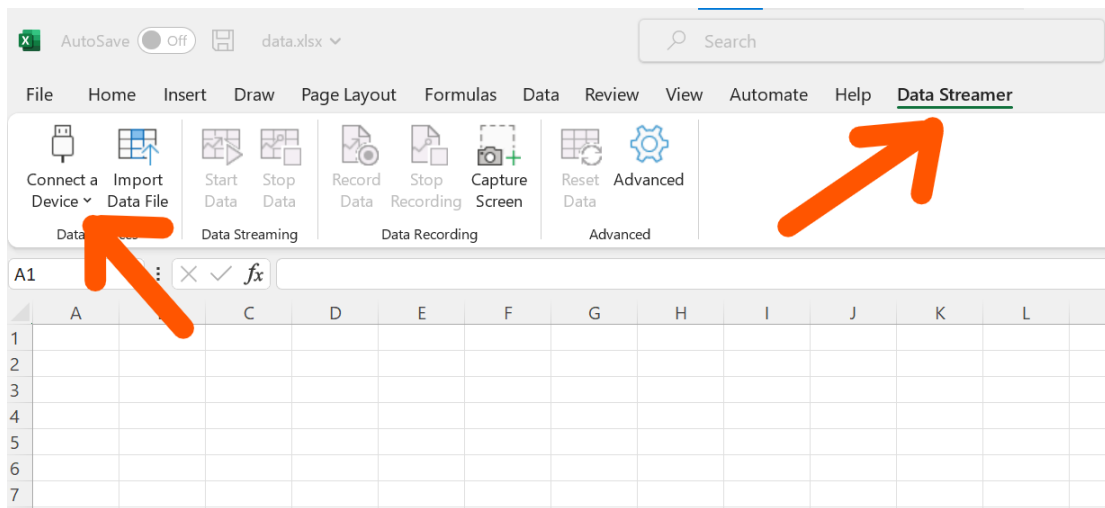 AutoSave Off data.xlsx Search
File Home Insert Draw Page Layout Formulas Data Review View Automate Help Data Streamer
Connect a Import Start Stop Record Stop Capture Reset Advanced
Device Data File Data Data Data Recording Screen Data
Data Data Streaming Data Recording Advanced
A1 fx
A C D E F G H I J K L
1
2
3
4
5
6
7